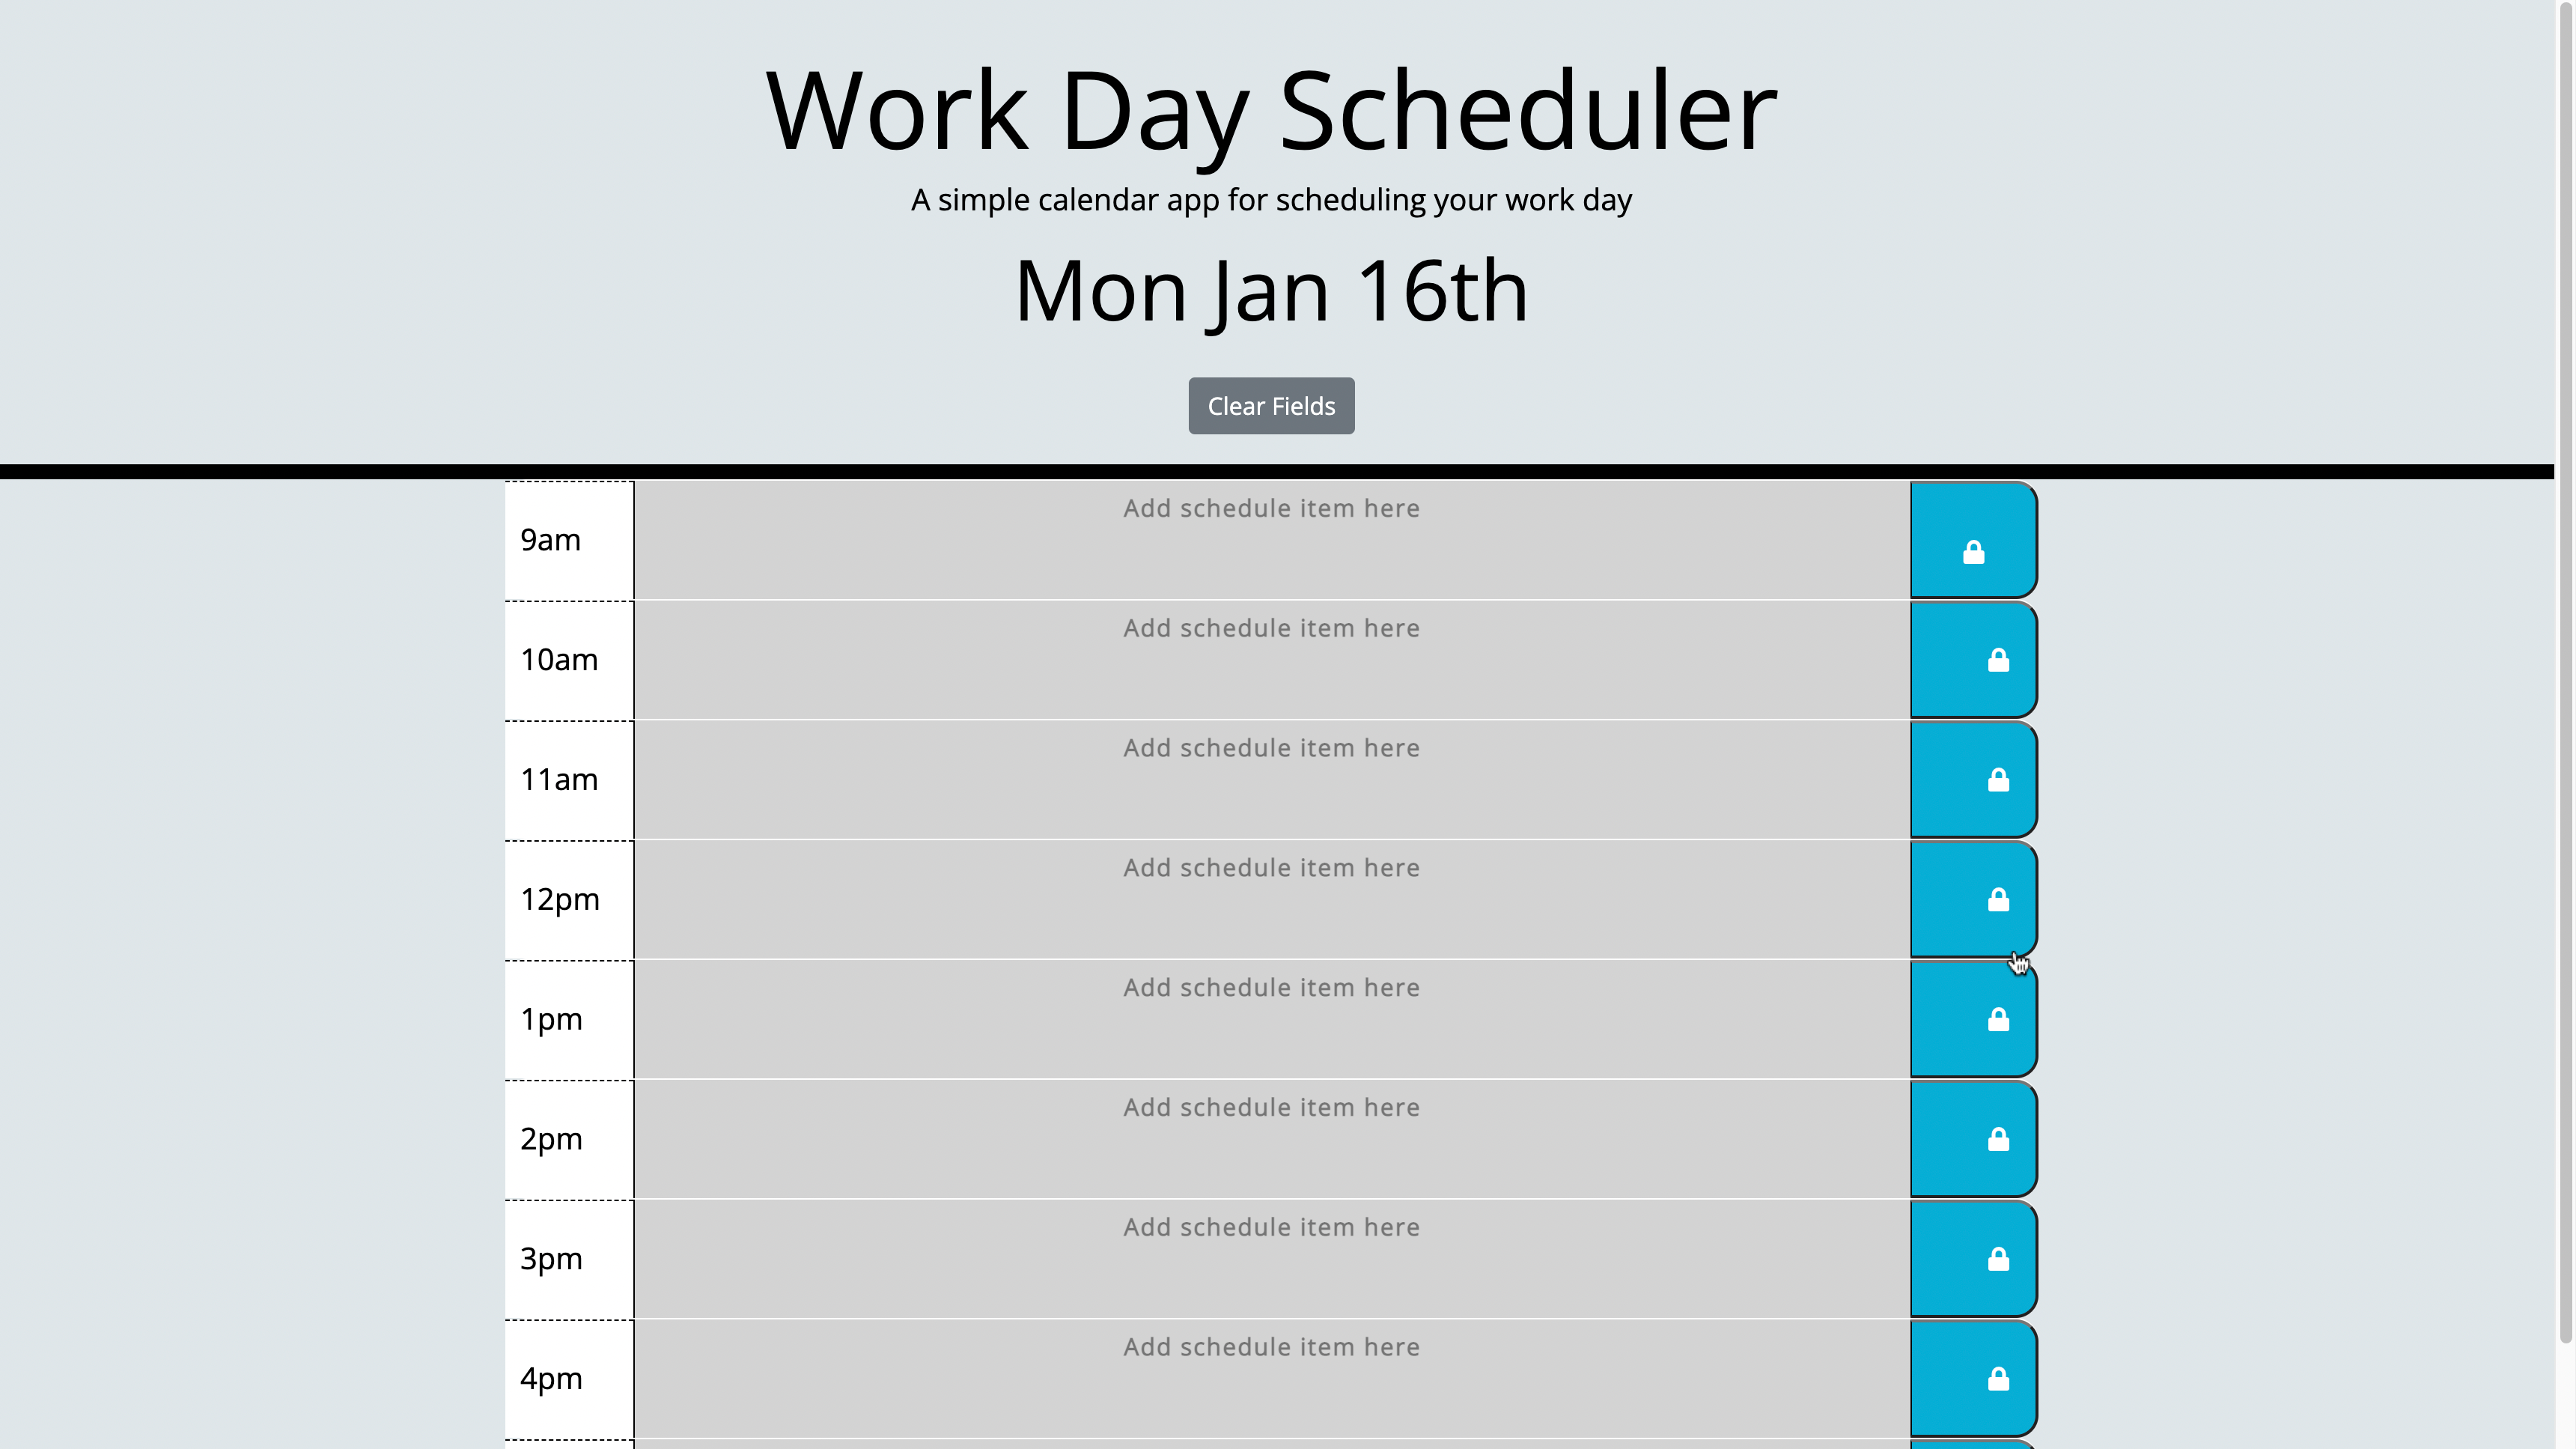 Work Day Scheduler
A simple calendar app for scheduling your work day
Mon Jan 16th
Clear Fields
9am
Add schedule item here
10am
Add schedule item here
11am
Add schedule item here
12pm
Add schedule item here
1pm
Add schedule item here
2pm
Add schedule item here
3pm
Add schedule item here
4pm
Add schedule item here